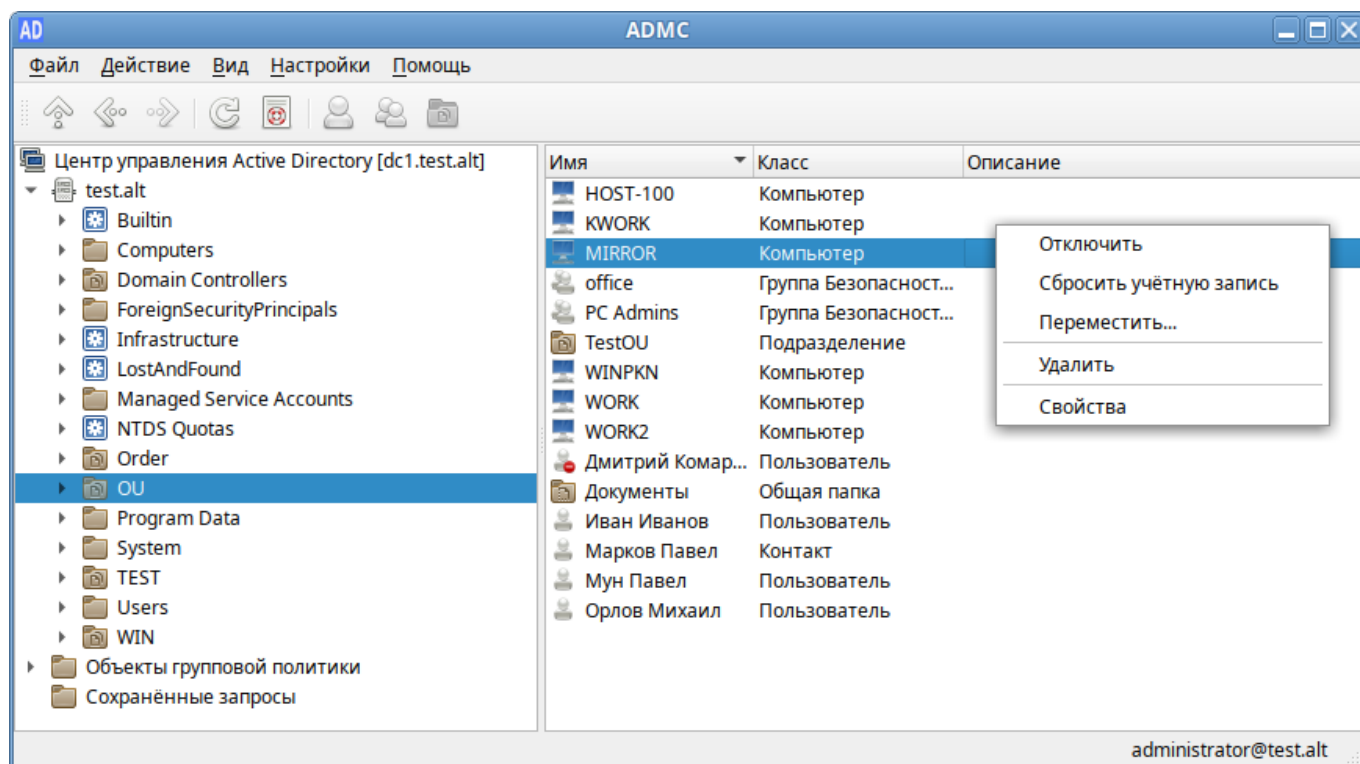 AD ADMC
Файл Действие Вид Настройки Помощь
Центр управления Active Directory [dc1.test.alt]
test.alt
Builtin
Computers
Domain Controllers
ForeignSecurityPrincipals
Infrastructure
LostAndFound
Managed Service Accounts
NTDS Quotas
Order
OU
Program Data
System
TEST
Users
WIN
Объекты групповой политики
Сохранённые запросы
Имя Класс Описание
HOST-100 Компьютер
KWORK Компьютер
MIRROR Компьютер
office Группа Безопасност...
PC Admins Группа Безопасност...
TestOU Подразделение
WINPKN Компьютер
WORK Компьютер
WORK2 Компьютер
Дмитрий Комар... Пользователь
Документы Общая папка
Иван Иванов Пользователь
Марков Павел Контакт
Мун Павел Пользователь
Орлов Михаил Пользователь
Отключить
Сбросить учётную запись
Переместить...
Удалить
Свойства
administrator@test.alt